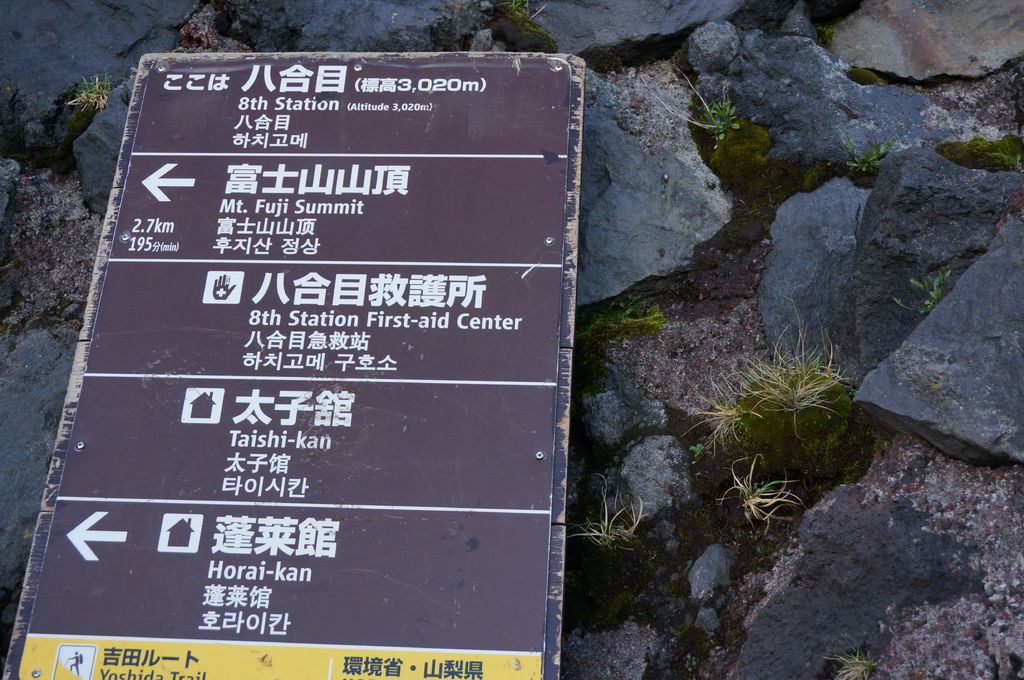 ここは 八合目 (標高3,020m)
8th Station (Altitude 3,020m)
八合目
하치고메
富士山山頂
Mt. Fuji Summit
2.7km
富士山山顶
195分(min)
후지산 정상
八合目救護所
8th Station First-aid Center
八合目急救站
하치고메 구호소
太子舘
Taishi-kan
太子馆
타이시칸
蓬莱館
Horai-kan
蓬莱馆
호라이칸
吉田ルート
Yoshida Trail
環境省・山梨県